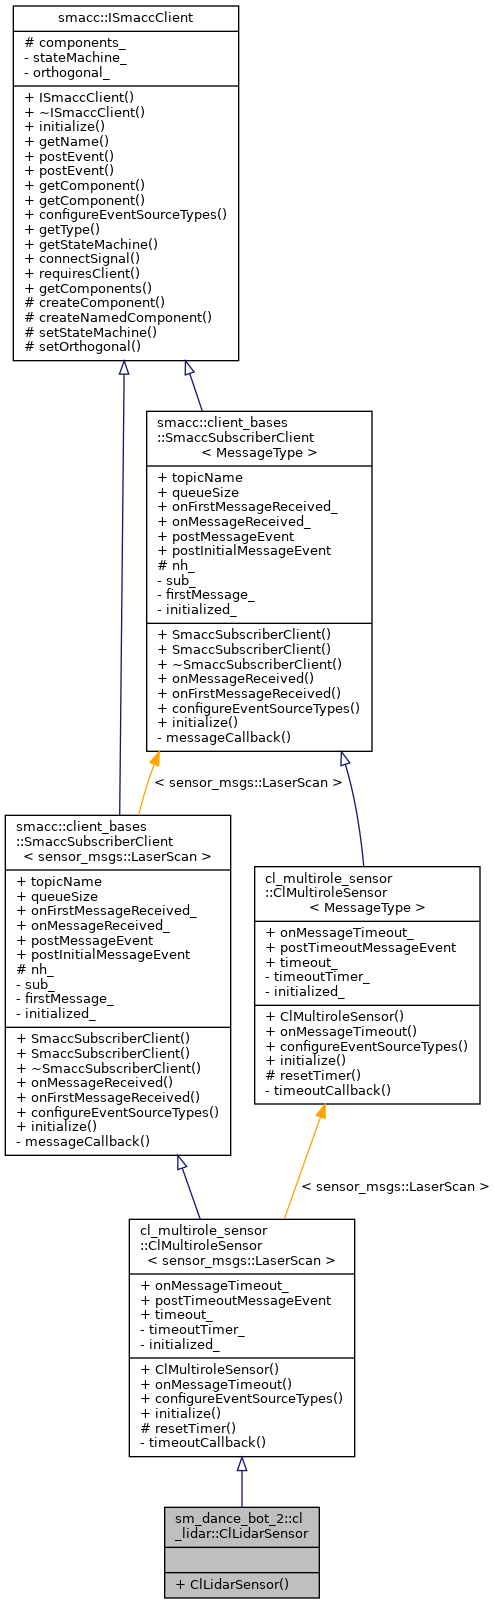 smacc::ISmaccClient
# components_
- stateMachine_
- orthogonal_
+ ISmaccClient()
+ ~ISmaccClient()
+ initialize()
+ getName()
+ postEvent()
+ postEvent()
+ getComponent()
+ getComponent()
+ configureEventSourceTypes()
+ getType()
+ getStateMachine()
+ connectSignal()
+ requiresClient()
+ getComponents()
# createComponent()
# createNamedComponent()
# setStateMachine()
# setOrthogonal()
smacc::client_bases
::SmaccSubscriberClient
< MessageType >
+ topicName
+ queueSize
+ onFirstMessageReceived_
+ onMessageReceived_
+ postMessageEvent
+ postInitialMessageEvent
# nh_
- sub_
- firstMessage_
- initialized_
+ SmaccSubscriberClient()
+ SmaccSubscriberClient()
+ ~SmaccSubscriberClient()
+ onMessageReceived()
+ onFirstMessageReceived()
+ configureEventSourceTypes()
+ initialize()
- messageCallback()
< sensor_msgs::LaserScan >
smacc::client_bases
::SmaccSubscriberClient
< sensor_msgs::LaserScan >
+ topicName
+ queueSize
+ onFirstMessageReceived_
+ onMessageReceived_
+ postMessageEvent
+ postInitialMessageEvent
# nh_
- sub_
- firstMessage_
- initialized_
+ SmaccSubscriberClient()
+ SmaccSubscriberClient()
+ ~SmaccSubscriberClient()
+ onMessageReceived()
+ onFirstMessageReceived()
+ configureEventSourceTypes()
+ initialize()
- messageCallback()
cl_multirole_sensor
::ClMultiroleSensor
< MessageType >
+ onMessageTimeout_
+ postTimeoutMessageEvent
+ timeout_
- timeoutTimer_
- initialized_
+ ClMultiroleSensor()
+ onMessageTimeout()
+ configureEventSourceTypes()
+ initialize()
# resetTimer()
- timeoutCallback()
< sensor_msgs::LaserScan >
cl_multirole_sensor
::ClMultiroleSensor
< sensor_msgs::LaserScan >
+ onMessageTimeout_
+ postTimeoutMessageEvent
+ timeout_
- timeoutTimer_
- initialized_
+ ClMultiroleSensor()
+ onMessageTimeout()
+ configureEventSourceTypes()
+ initialize()
# resetTimer()
- timeoutCallback()
sm_dance_bot_2::cl
_lidar::ClLidarSensor
+ ClLidarSensor()